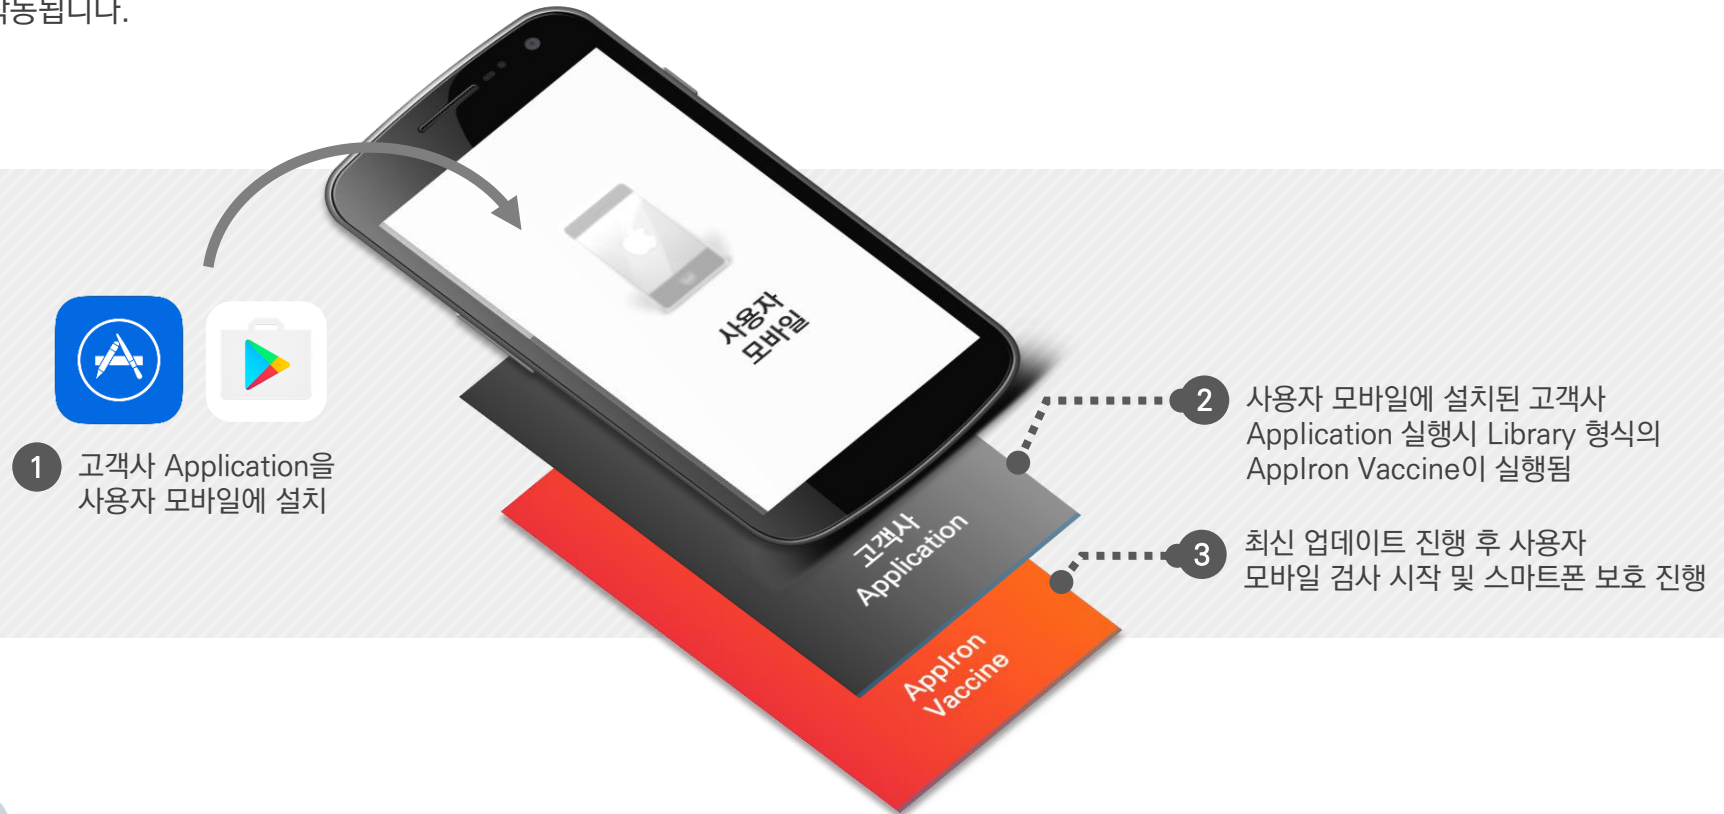 작동됩니다.
사용자
모바일
1
고객사 Application을
사용자 모바일에 설치
2
사용자 모바일에 설치된 고객사
Application 실행시 Library 형식의
AppIron Vaccine이 실행됨
고객사
Application
3
최신 업데이트 진행 후 사용자
모바일 검사 시작 및 스마트폰 보호 진행
AppIron
Vaccine